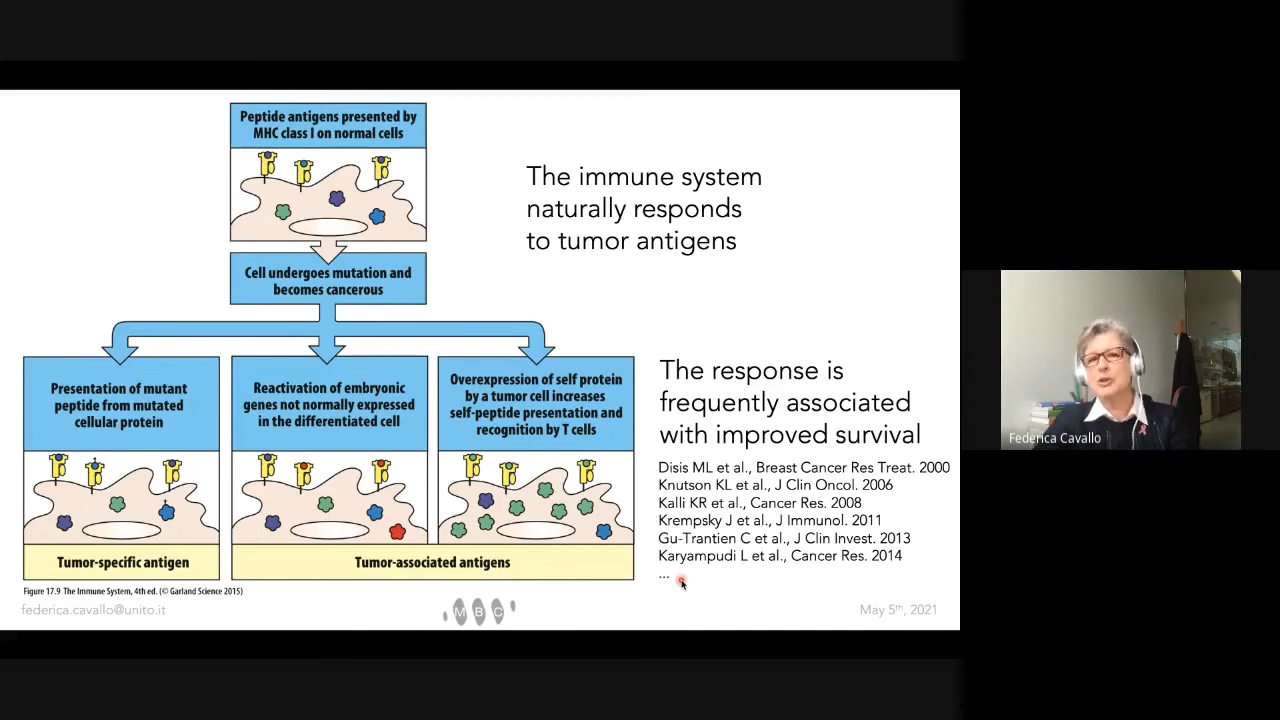 Peptide antigens presented by
MHC class I on normal cells
The immune system
naturally responds
to tumor antigens
Cell undergoes mutation and
becomes cancerous
Presentation of mutant
peptide from mutated
cellular protein
Reactivation of embryonic
genes not normally expressed
in the differentiated cell
Overexpression of self protein
by a tumor cell increases
self-peptide presentation and
recognition by T cells
Tumor-specific antigen
Tumor-associated antigens
The response is
frequently associated
with improved survival
Disis ML et al., Breast Cancer Res Treat. 2000
Knutson KL et al., J Clin Oncol. 2006
Kalli KR et al., Cancer Res. 2008
Krempsky J et al., J Immunol. 2011
Gu-Trantien C et al., J Clin Invest. 2013
Karyampudi L et al., Cancer Res. 2014
...
Figure 17.9 The Immune System, 4th ed. (© Garland Science 2015)
federica.cavallo@unito.it
MBC
May 5th, 2021
Federica Cavallo